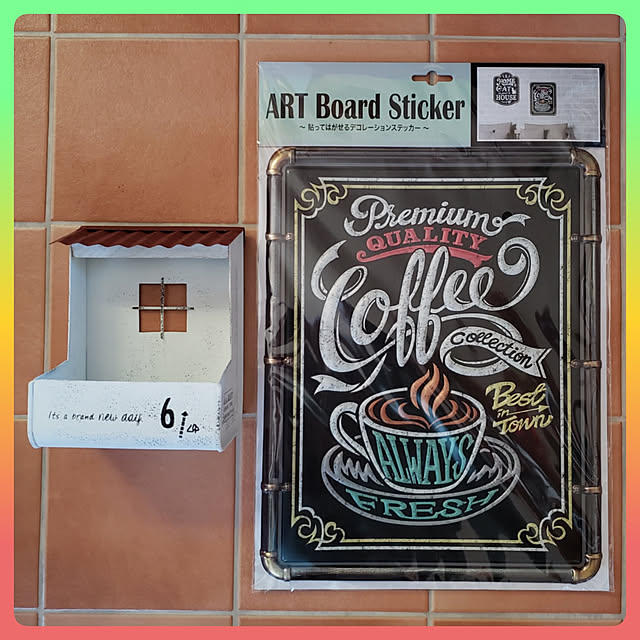 ART Board Sticker
~ 貼ってはがせるデコレーションステッカー ~
Premium
QUALITY
Coffee
Collection
Best
in
Town
ALWAYS
FRESH
Its a brand new day.
6